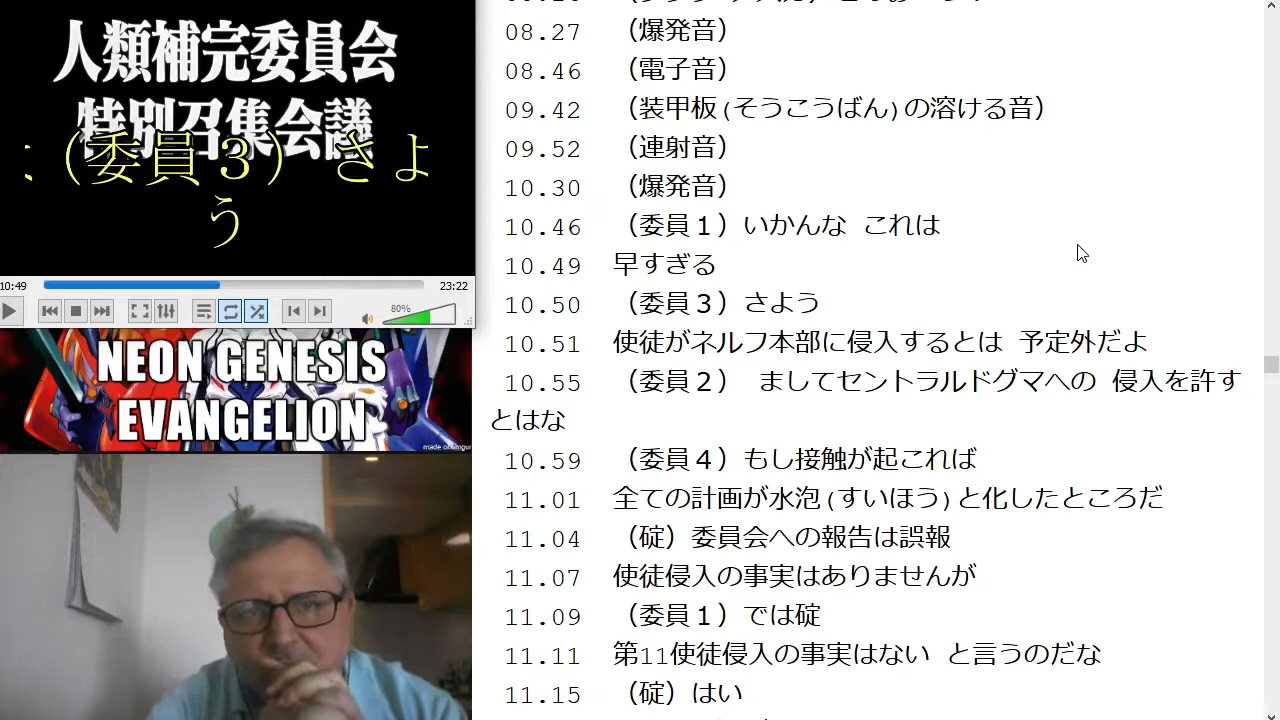 人類補完委員会
特別召集会議
（委員３） さよ
う
10:49
23:22
80%
NEON GENESIS
EVANGELION
08.27 （爆発音）
08.46 （電子音）
09.42 （装甲板(そうこうばん)の溶ける音）
09.52 （連射音）
10.30 （爆発音）
10.46 （委員１）いかんな これは
10.49 早すぎる
10.50 （委員３）さよう
10.51 使徒がネルフ本部に侵入するとは 予定外だよ
10.55 （委員２） ましてセントラルドグマへの 侵入を許す
とはな
10.59 （委員４）もし接触が起これば
11.01 全ての計画が水泡(すいほう)と化したところだ
11.04 （碇）委員会への報告は誤報
11.07 使徒侵入の事実はありませんが
11.09 （委員１）では碇
11.11 第11使徒侵入の事実はない と言うのだな
11.15 （碇）はい